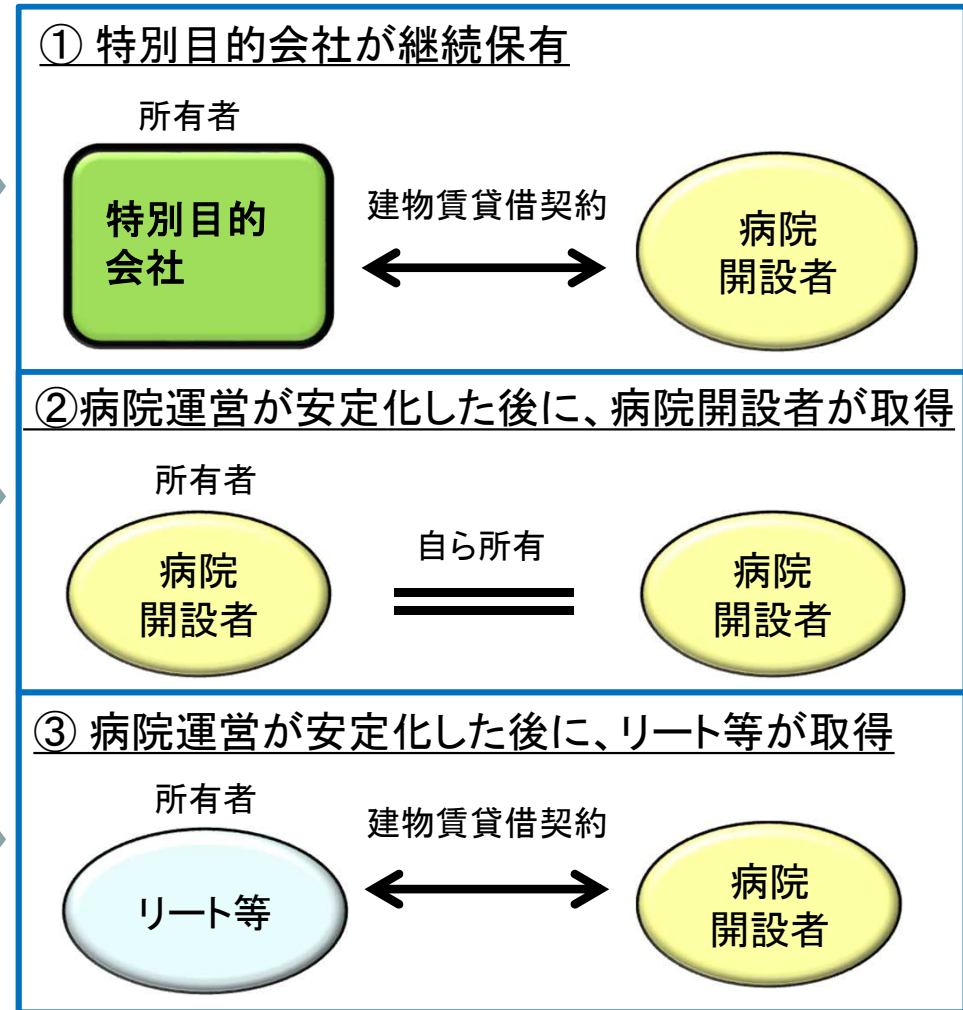 ① 特別目的会社が継続保有
所有者
特別目的
会社
建物賃貸借契約
病院
開設者
②病院運営が安定化した後に、病院開設者が取得
所有者
病院
開設者
自ら所有
病院
開設者
③ 病院運営が安定化した後に、リート等が取得
所有者
リート等
建物賃貸借契約
病院
開設者